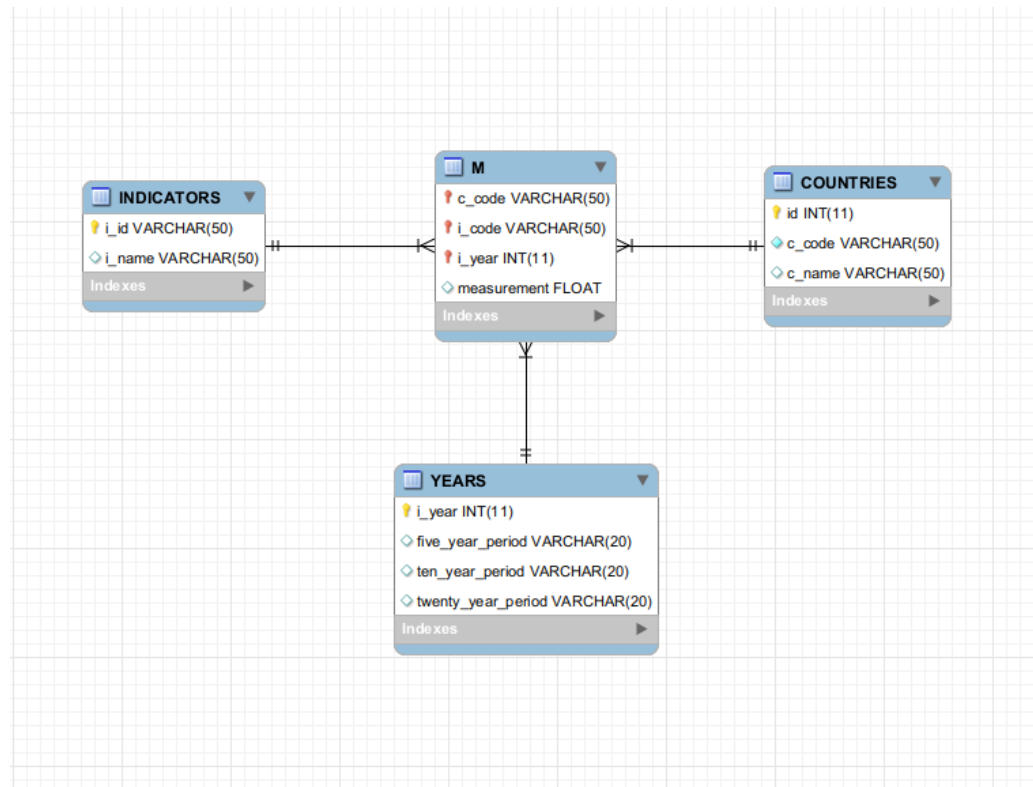 INDICATORS
i_id VARCHAR(50)
i_name VARCHAR(50)
Indexes
M
c_code VARCHAR(50)
i_code VARCHAR(50)
i_year INT(11)
measurement FLOAT
Indexes
COUNTRIES
id INT(11)
c_code VARCHAR(50)
c_name VARCHAR(50)
Indexes
YEARS
i_year INT(11)
five_year_period VARCHAR(20)
ten_year_period VARCHAR(20)
twenty_year_period VARCHAR(20)
Indexes